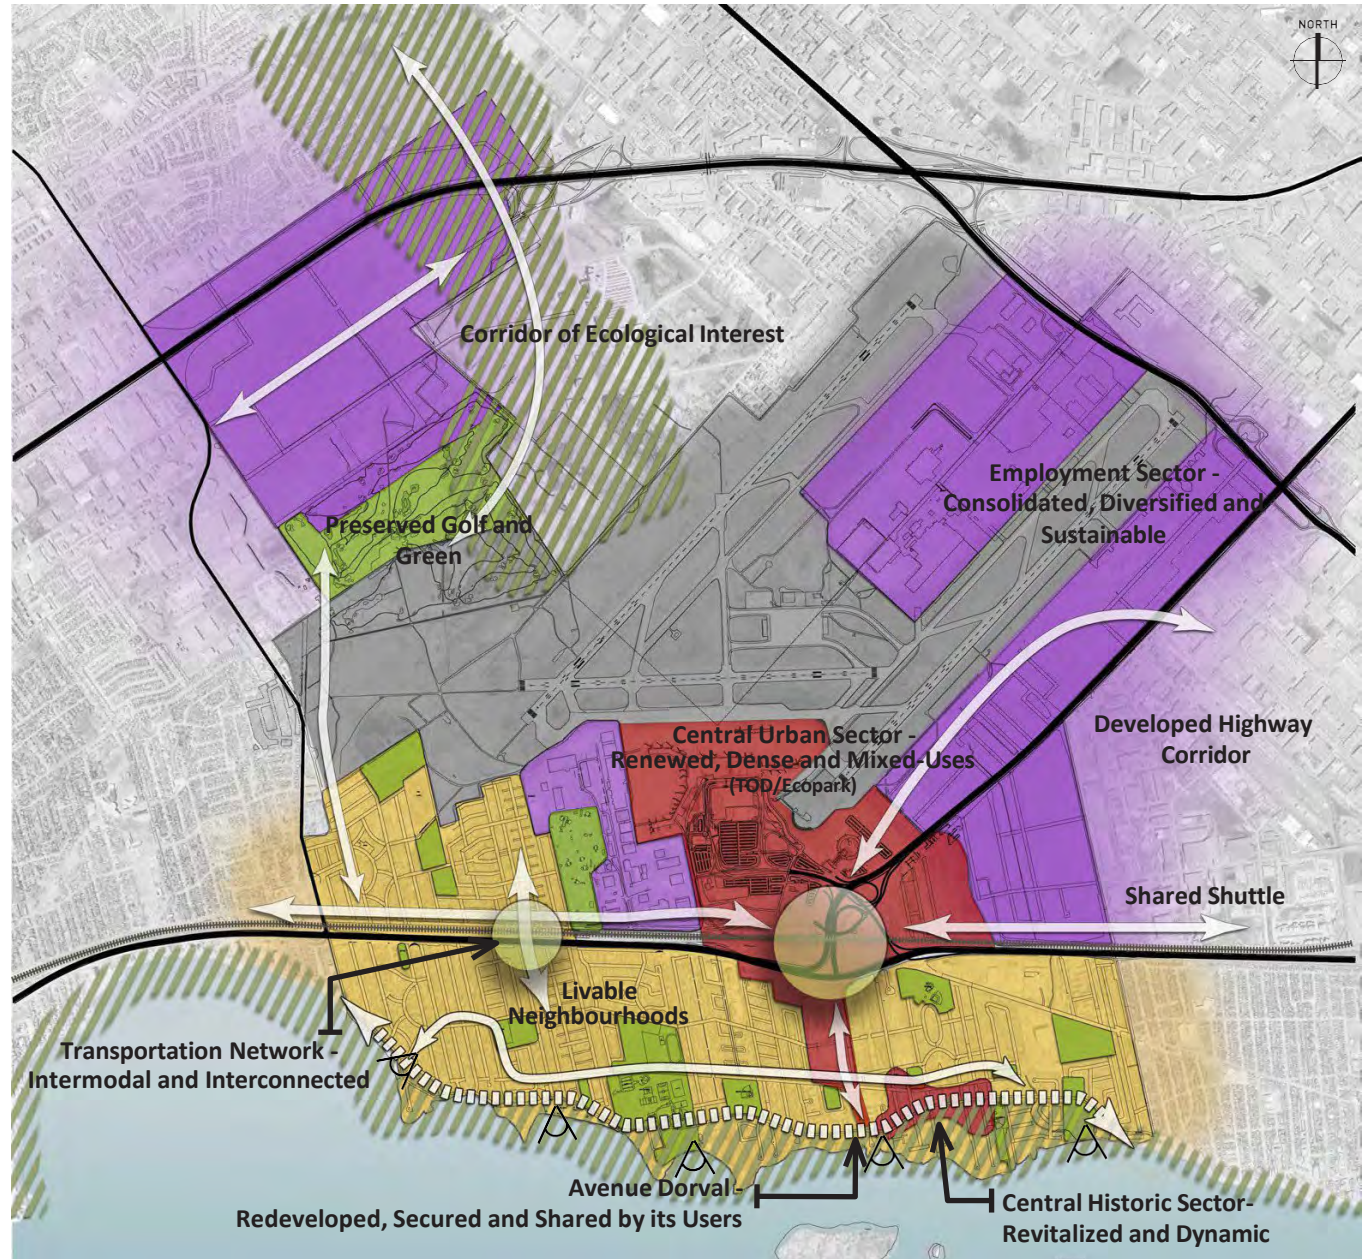 NORTH
Corridor of Ecological Interest
Employment Sector -
Consolidated, Diversified and
Sustainable
Preserved Golf and
Green
Central Urban Sector -
Renewed, Dense and Mixed-Uses
-(TOD/Ecopark)
Developed Highway
Corridor
Shared Shuttle
Livable
Neighbourhoods
Transportation Network -
Intermodal and Interconnected
Avenue Dorval -
Redeveloped, Secured and Shared by its Users
Central Historic Sector-
Revitalized and Dynamic